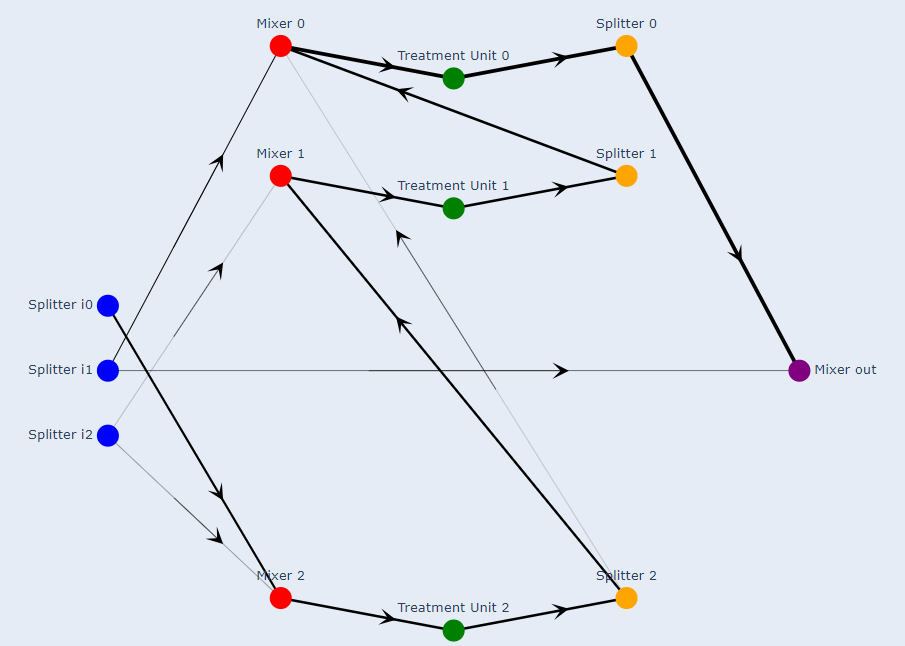 Mixer 0
Splitter 0
Treatment Unit 0
Mixer 1
Splitter 1
Treatment Unit 1
Splitter i0
Splitter i1
Mixer out
Splitter i2
Mixer 2
Splitter 2
Treatment Unit 2